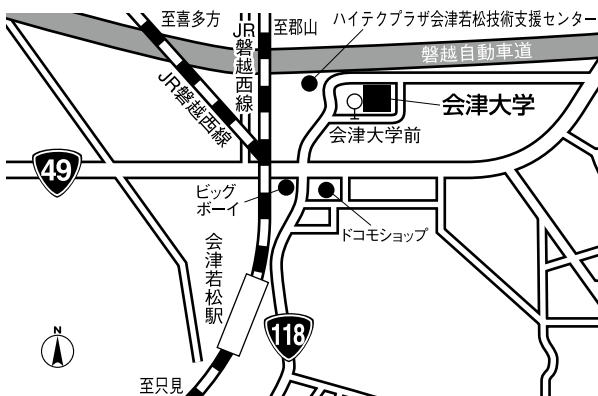 至喜多方
至郡山
ハイテクプラザ会津若松技術支援センター
JR磐越西線
JR磐越西線
磐越自動車道
会津大学
会津大学前
49
ビッグ
ボーイ
ドコモショップ
会津若松駅
118
N
至只見